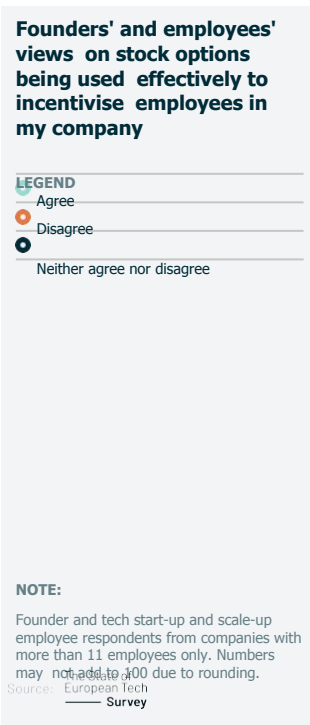 Founders' and employees'
views on stock options
being used effectively to
incentivise employees in
my company
LEGEND
Agree
Disagree
Neither agree nor disagree
NOTE:
Founder and tech start-up and scale-up
employee respondents from companies with
more than 11 employees only. Numbers
may not add to 100 due to rounding.
The State of
Source: European Tech
Survey